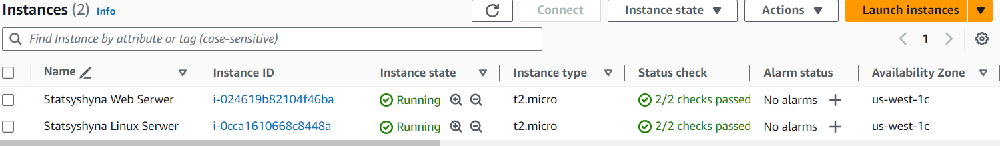 Instances (2) Info Connect Instance state Actions Launch instances
Find Instance by attribute or tag (case-sensitive) 1
Name Instance ID Instance state Instance type Status check Alarm status Availability Zone
Statsyshyna Web Serwer i-024619b82104f46ba Running t2.micro 2/2 checks passed No alarms us-west-1c
Statsyshyna Linux Serwer i-0cca1610668c8448a Running t2.micro 2/2 checks passed No alarms us-west-1c